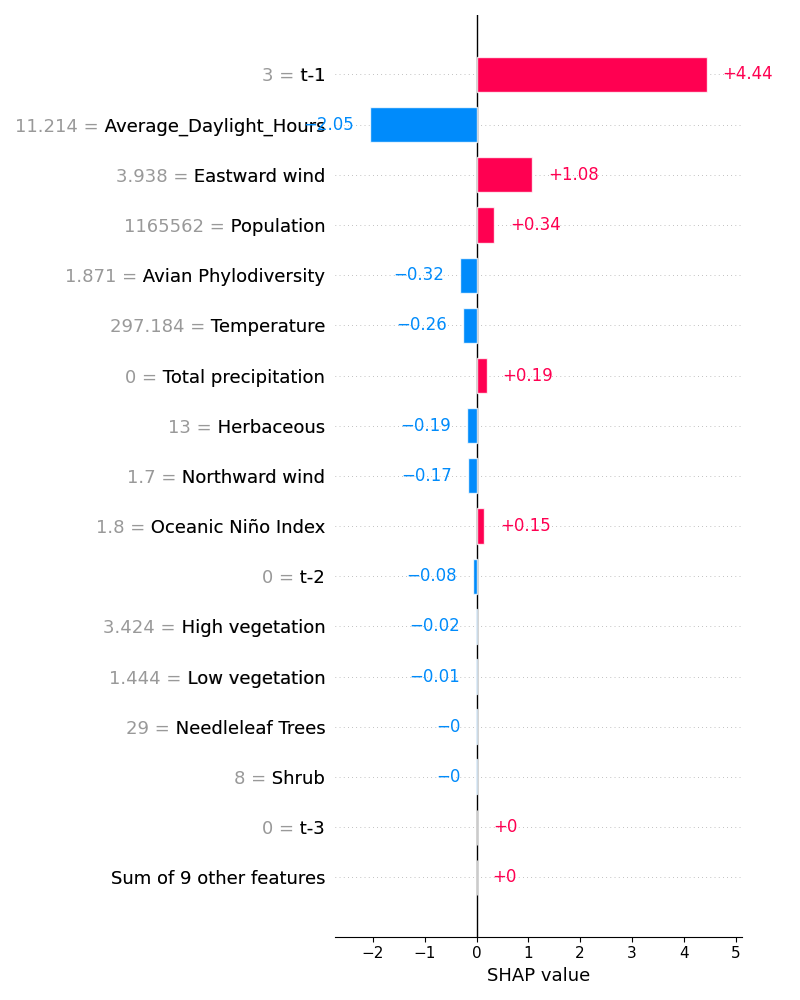 3 = t-1 +4.44
11.214 = Average_Daylight_Hours −2.05
3.938 = Eastward wind +1.08
1165562 = Population +0.34
1.871 = Avian Phylodiversity −0.32
297.184 = Temperature −0.26
0 = Total precipitation +0.19
13 = Herbaceous −0.19
1.7 = Northward wind −0.17
1.8 = Oceanic Niño Index +0.15
0 = t-2 −0.08
3.424 = High vegetation −0.02
1.444 = Low vegetation −0.01
29 = Needleleaf Trees −0
8 = Shrub −0
0 = t-3 +0
Sum of 9 other features +0
−2 −1 0 1 2 3 4 5
SHAP value